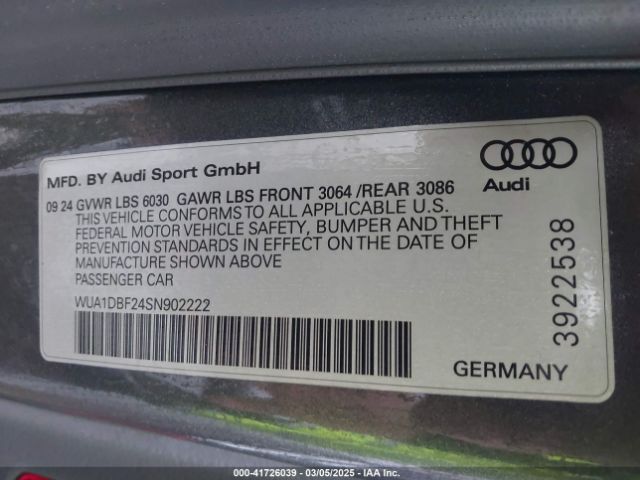 MFD. BY Audi Sport GmbH
09 24 GVWR LBS 6030 GAWR LBS FRONT 3064 /REAR 3086
THIS VEHICLE CONFORMS TO ALL APPLICABLE U.S.
FEDERAL MOTOR VEHICLE SAFETY, BUMPER AND THEFT
PREVENTION STANDARDS IN EFFECT ON THE DATE OF
MANUFACTURE SHOWN ABOVE
PASSENGER CAR
WUA1DBF24SN902222
Audi
3922538
GERMANY
000-41726039 — 03/05/2025 — IAA Inc.